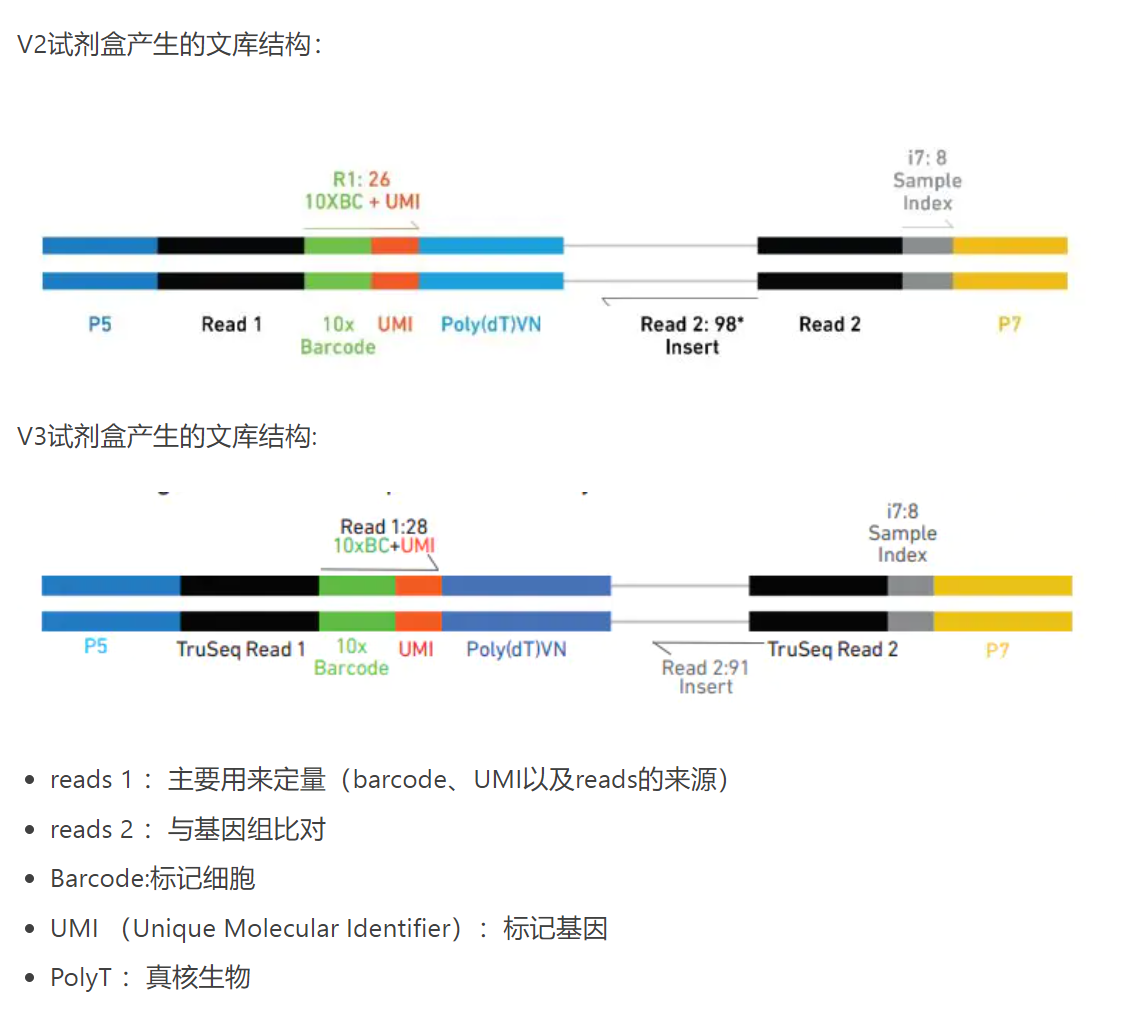 V2试剂盒产生的文库结构：
R1: 26
10XBC + UMI
i7: 8
Sample
Index
P5 Read 1 10x UMI Poly(dT)VN Read 2: 98* Read 2 P7
Barcode Insert
V3试剂盒产生的文库结构:
Read 1:28
10xBC+UMI
i7:8
Sample
Index
P5 TruSeq Read 1 10x UMI Poly(dT)VN TruSeq Read 2 P7
Barcode Read 2:91
Insert
• reads 1 ：主要用来定量（barcode、UMI以及reads的来源）
• reads 2 ：与基因组比对
• Barcode:标记细胞
• UMI （Unique Molecular Identifier）：标记基因
• PolyT ：真核生物